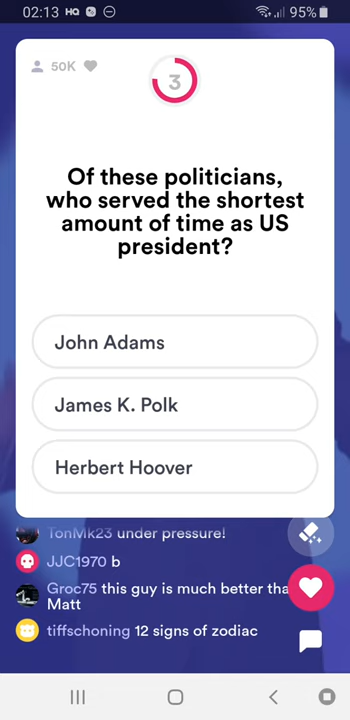 02:13 HQ 95%
50K
3
Of these politicians,
who served the shortest
amount of time as US
president?
John Adams
James K. Polk
Herbert Hoover
TonMk23 under pressure!
JJC1970 b
Groc75 this guy is much better tha
Matt
tiffschoning 12 signs of zodiac